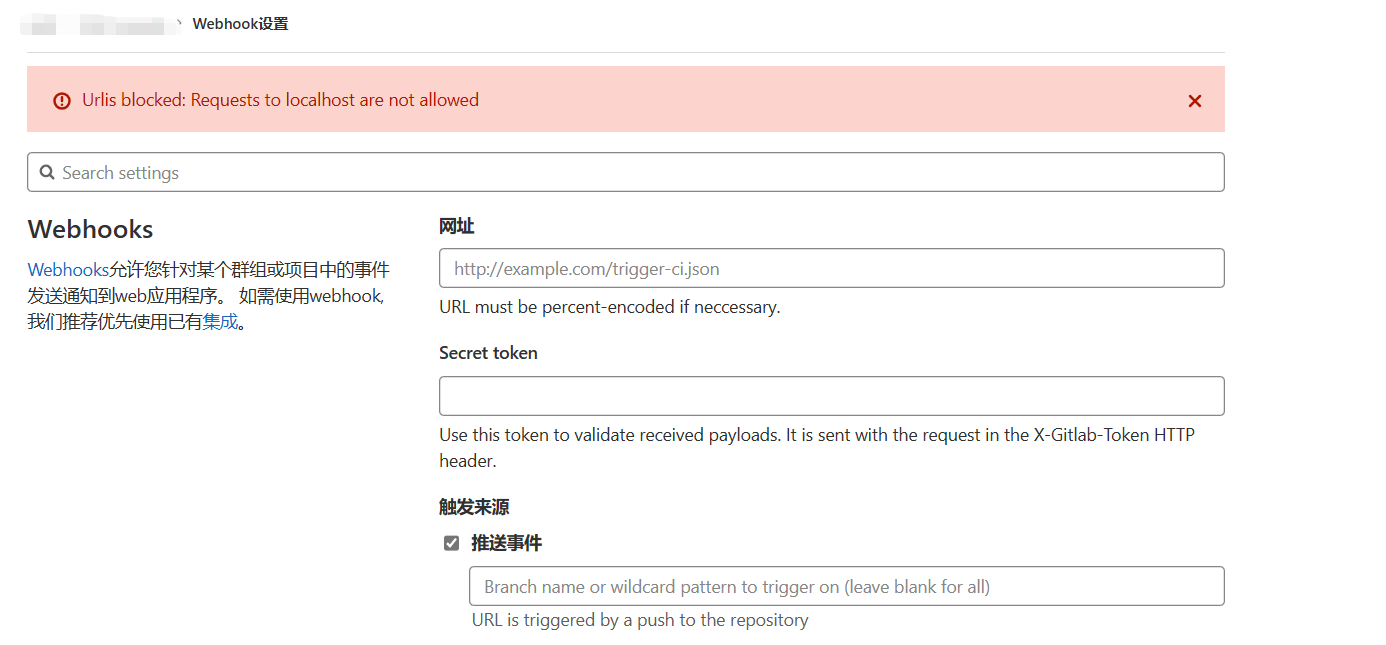 Webhook设置
Urlis blocked: Requests to localhost are not allowed
Search settings
Webhooks
Webhooks允许您针对某个群组或项目中的事件
发送通知到web应用程序。 如需使用webhook,
我们推荐优先使用已有集成。
网址
http://example.com/trigger-ci.json
URL must be percent-encoded if neccessary.
Secret token
Use this token to validate received payloads. It is sent with the request in the X-Gitlab-Token HTTP
header.
触发来源
推送事件
Branch name or wildcard pattern to trigger on (leave blank for all)
URL is triggered by a push to the repository